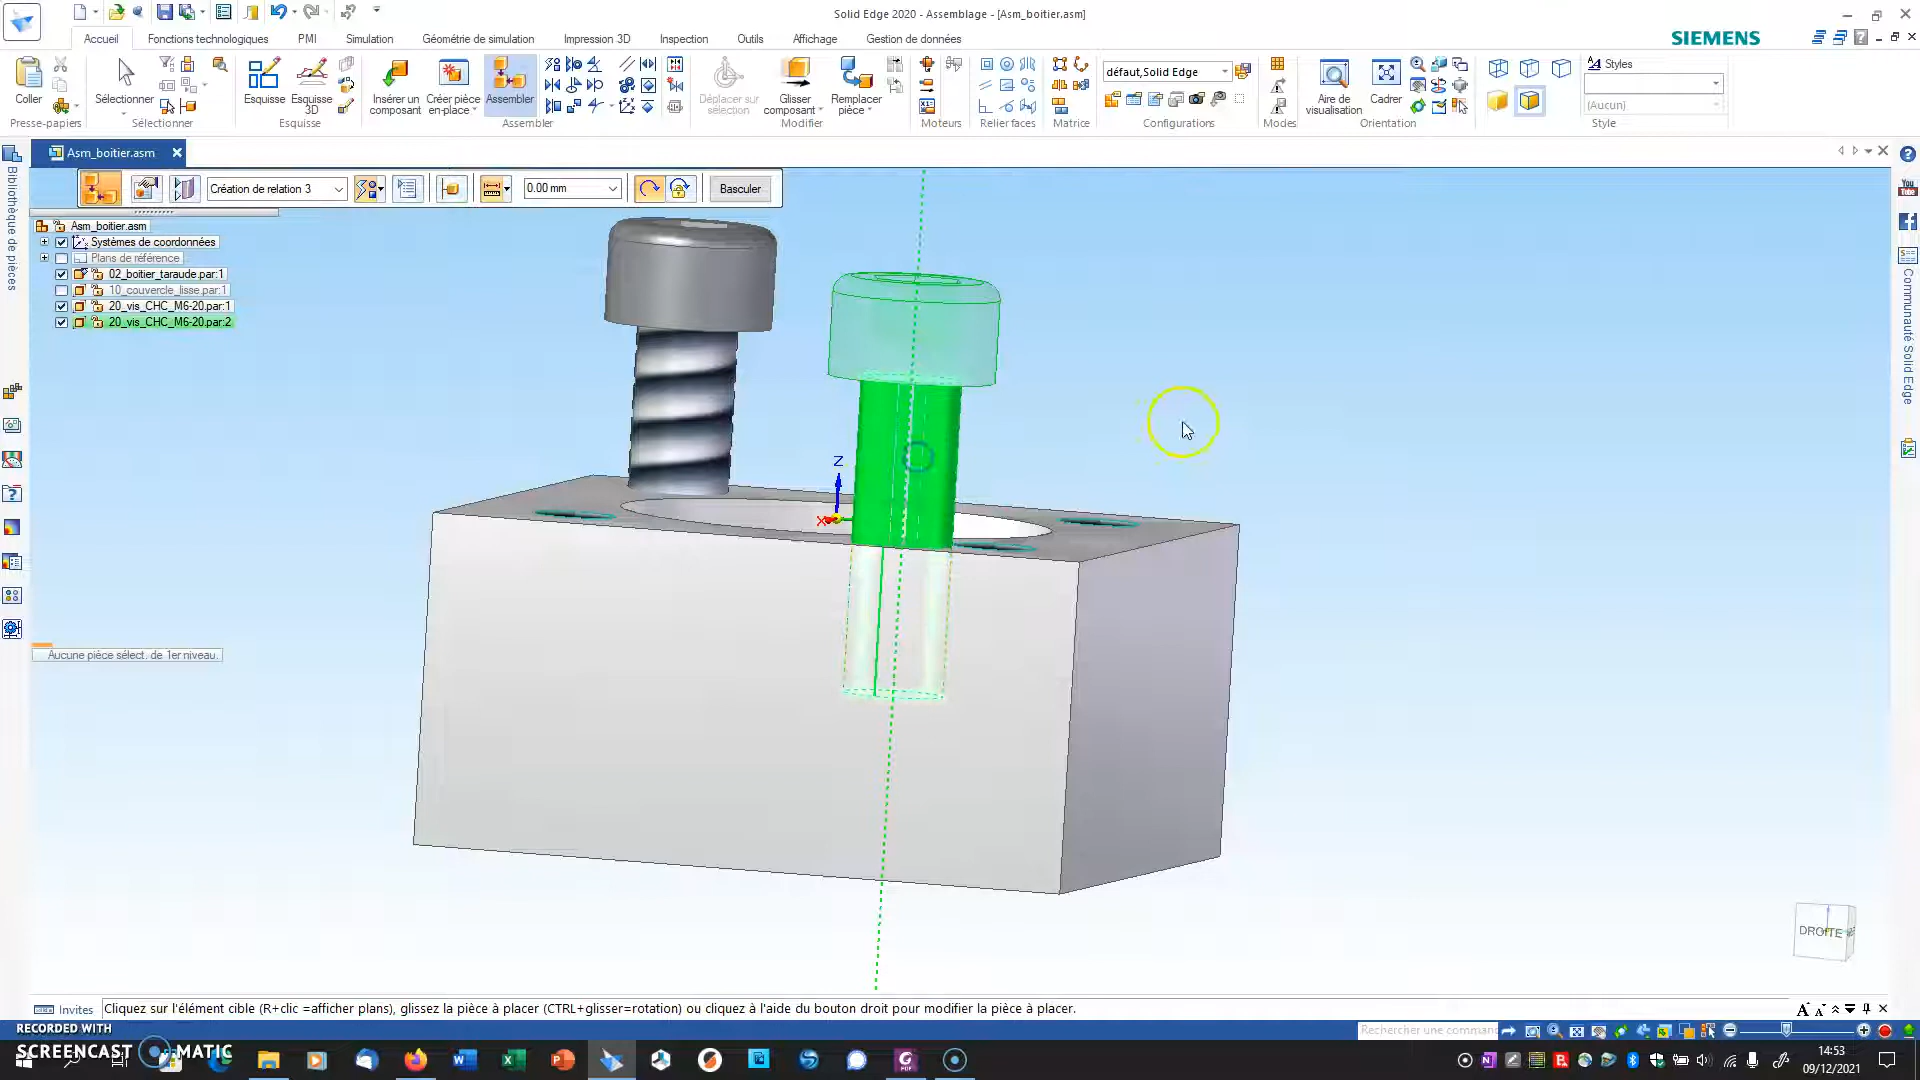 Solid Edge 2020 - Assemblage - [Asm_boitier.asm]
Accueil Fonctions technologiques PMI Simulation Géométrie de simulation Impression 3D Inspection Outils Affichage Gestion de données SIEMENS
Coller
Sélectionner
Esquisse
Esquisse 3D
Insérer un composant
Créer pièce en-place
Assembler
Déplacer sur sélection
Glisser composant
Remplacer pièce
défaut,Solid Edge
Aire de visualisation
Cadrer
Styles
(Aucun)
Presse-papiers Sélectionner Esquisse Assembler Modifier Moteurs Relier faces Matrice Configurations Modes Orientation Style
Asm_boitier.asm
Création de relation 3 0.00 mm Basculer
Bibliothèque de pièces
Asm_boitier.asm
Systèmes de coordonnées
Plans de référence
02_boitier_taraude.par:1
10_couvercle_lisse.par:1
20_vis_CHC_M6-20.par:1
20_vis_CHC_M6-20.par:2
Aucune pièce sélect. de 1er niveau.
Z
X
You Tube
Communauté Solid Edge
DROITE
Invites Cliquez sur l'élément cible (R+clic =afficher plans), glissez la pièce à placer (CTRL+glisser=rotation) ou cliquez à l'aide du bouton droit pour modifier la pièce à placer.
Rechercher une command
RECORDED WITH
SCREENCAST MATIC
14:53
09/12/2021